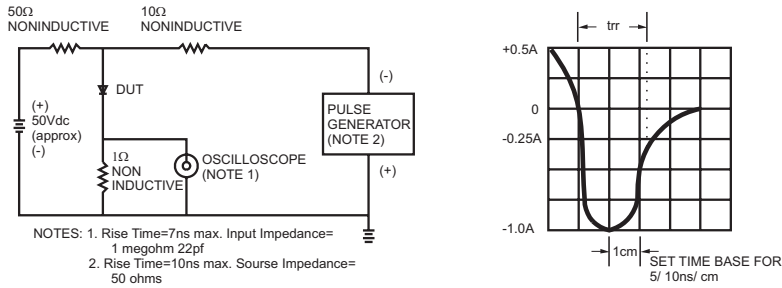 50Ω
NONINDUCTIVE
10Ω
NONINDUCTIVE
DUT
(+)
50Vdc
(approx)
(-)
1Ω
NON
INDUCTIVE
OSCILLOSCOPE
(NOTE 1)
(-)
PULSE
GENERATOR
(NOTE 2)
(+)
NOTES: 1. Rise Time=7ns max. Input Impedance=
1 megohm 22pf
2. Rise Time=10ns max. Sourse Impedance=
50 ohms
trr
+0.5A
0
-0.25A
-1.0A
1cm
SET TIME BASE FOR
5/ 10ns/ cm